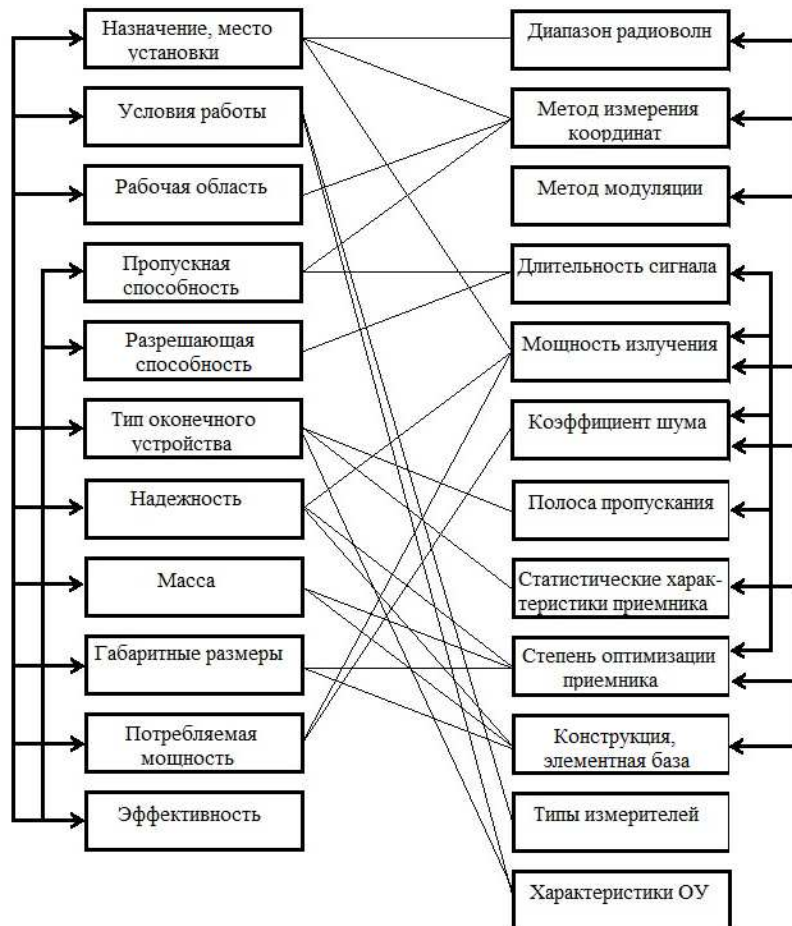 Назначение, место
установки
Условия работы
Рабочая область
Пропускная
способность
Разрешающая
способность
Тип оконечного
устройства
Надежность
Масса
Габаритные размеры
Потребляемая
мощность
Эффективность
Диапазон радиоволн
Метод измерения
координат
Метод модуляции
Длительность сигнала
Мощность излучения
Коэффициент шума
Полоса пропускания
Статистические харак-
теристики приемника
Степень оптимизации
приемника
Конструкция,
элементная база
Типы измерителей
Характеристики ОУ